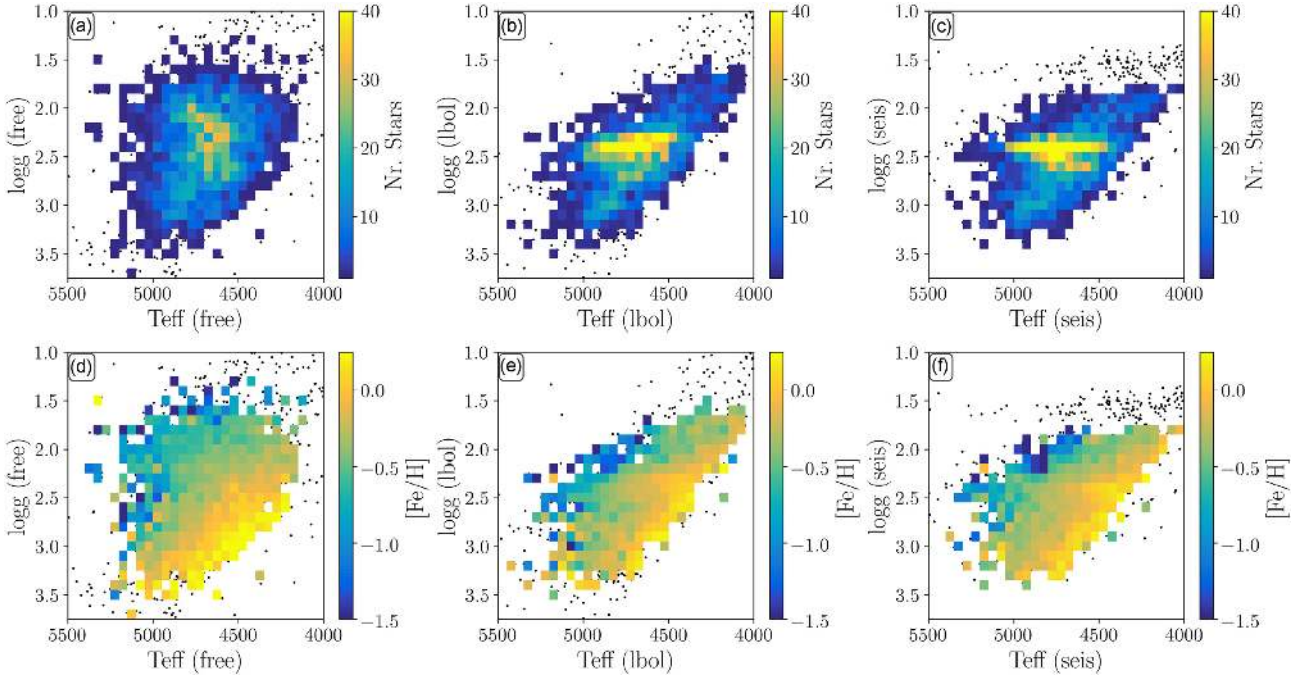 (a)
1.0
1.5
2.0
2.5
3.0
3.5
logg (free)
5500 5000 4500 4000
Teff (free)
40
30
20
10
Nr. Stars
(b)
1.0
1.5
2.0
2.5
3.0
3.5
logg (lbol)
5500 5000 4500 4000
Teff (lbol)
40
30
20
10
Nr. Stars
(c)
1.0
1.5
2.0
2.5
3.0
3.5
logg (seis)
5500 5000 4500 4000
Teff (seis)
40
30
20
10
Nr. Stars
(d)
1.0
1.5
2.0
2.5
3.0
3.5
logg (free)
5500 5000 4500 4000
Teff (free)
0.0
−0.5
−1.0
−1.5
[Fe/H]
(e)
1.0
1.5
2.0
2.5
3.0
3.5
logg (lbol)
5500 5000 4500 4000
Teff (lbol)
0.0
−0.5
−1.0
−1.5
[Fe/H]
(f)
1.0
1.5
2.0
2.5
3.0
3.5
logg (seis)
5500 5000 4500 4000
Teff (seis)
0.0
−0.5
−1.0
−1.5
[Fe/H]